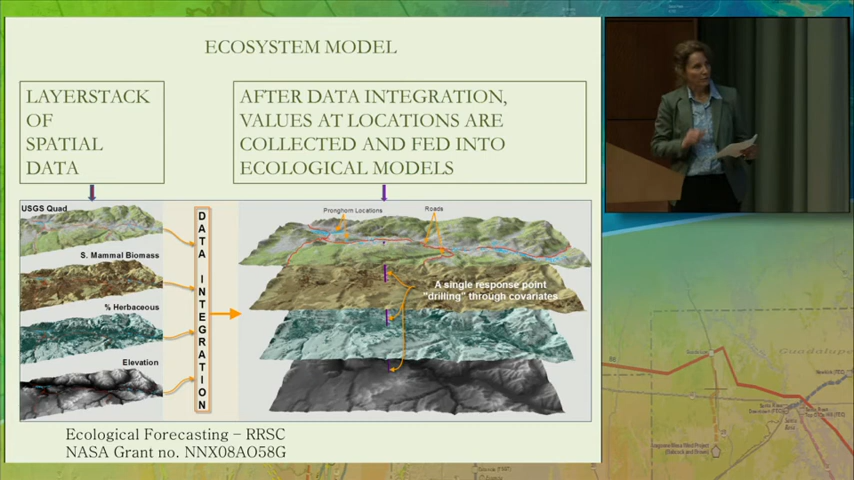 ECOSYSTEM MODEL
LAYERSTACK
OF
SPATIAL
DATA
AFTER DATA INTEGRATION,
VALUES AT LOCATIONS ARE
COLLECTED AND FED INTO
ECOLOGICAL MODELS
USGS Quad
S. Mammal Biomass
% Herbaceous
Elevation
DATA INTEGRATION
Pronghorn Locations
Roads
A single response point
"drilling" through covariates
Ecological Forecasting – RRSC
NASA Grant no. NNX08AO58G